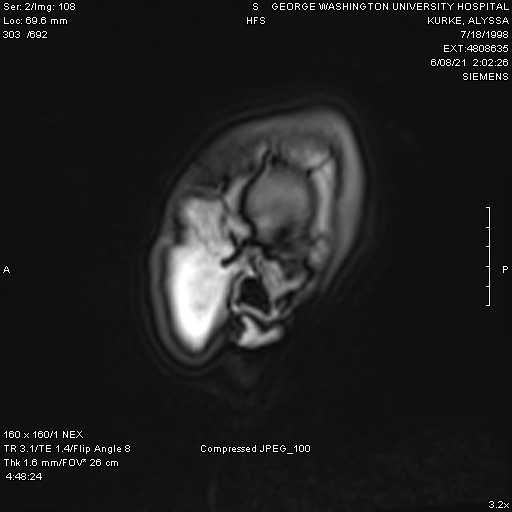 Ser: 2/Img: 108
Loc: 69.6 mm
303 /692
S
HFS
GEORGE WASHINGTON UNIVERSITY HOSPITAL
KURKE, ALYSSA
7/18/1998
EXT:4808635
6/08/21 2:02:26
SIEMENS
A
P
160 x 160/1 NEX
TR 3.1/TE 1.4/Flip Angle 8
Thk 1.6 mm/FOV* 26 cm
4:48:24
Compressed JPEG_100
3.2x